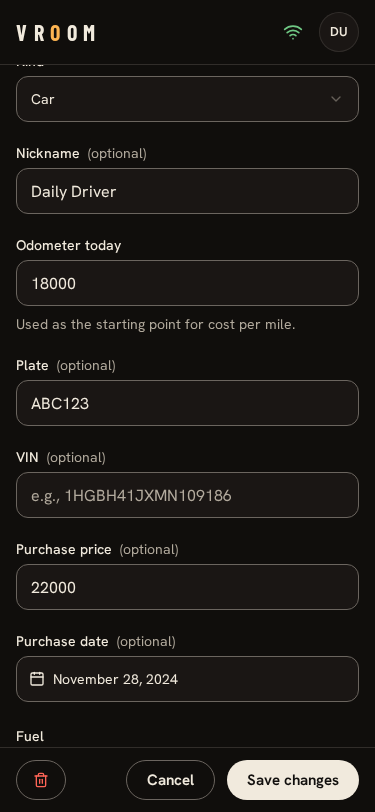 VROOM
DU
Kind
Car
Nickname (optional)
Daily Driver
Odometer today
18000
Used as the starting point for cost per mile.
Plate (optional)
ABC123
VIN (optional)
e.g., 1HGBH41JXMN109186
Purchase price (optional)
22000
Purchase date (optional)
November 28, 2024
Fuel
Cancel
Save changes